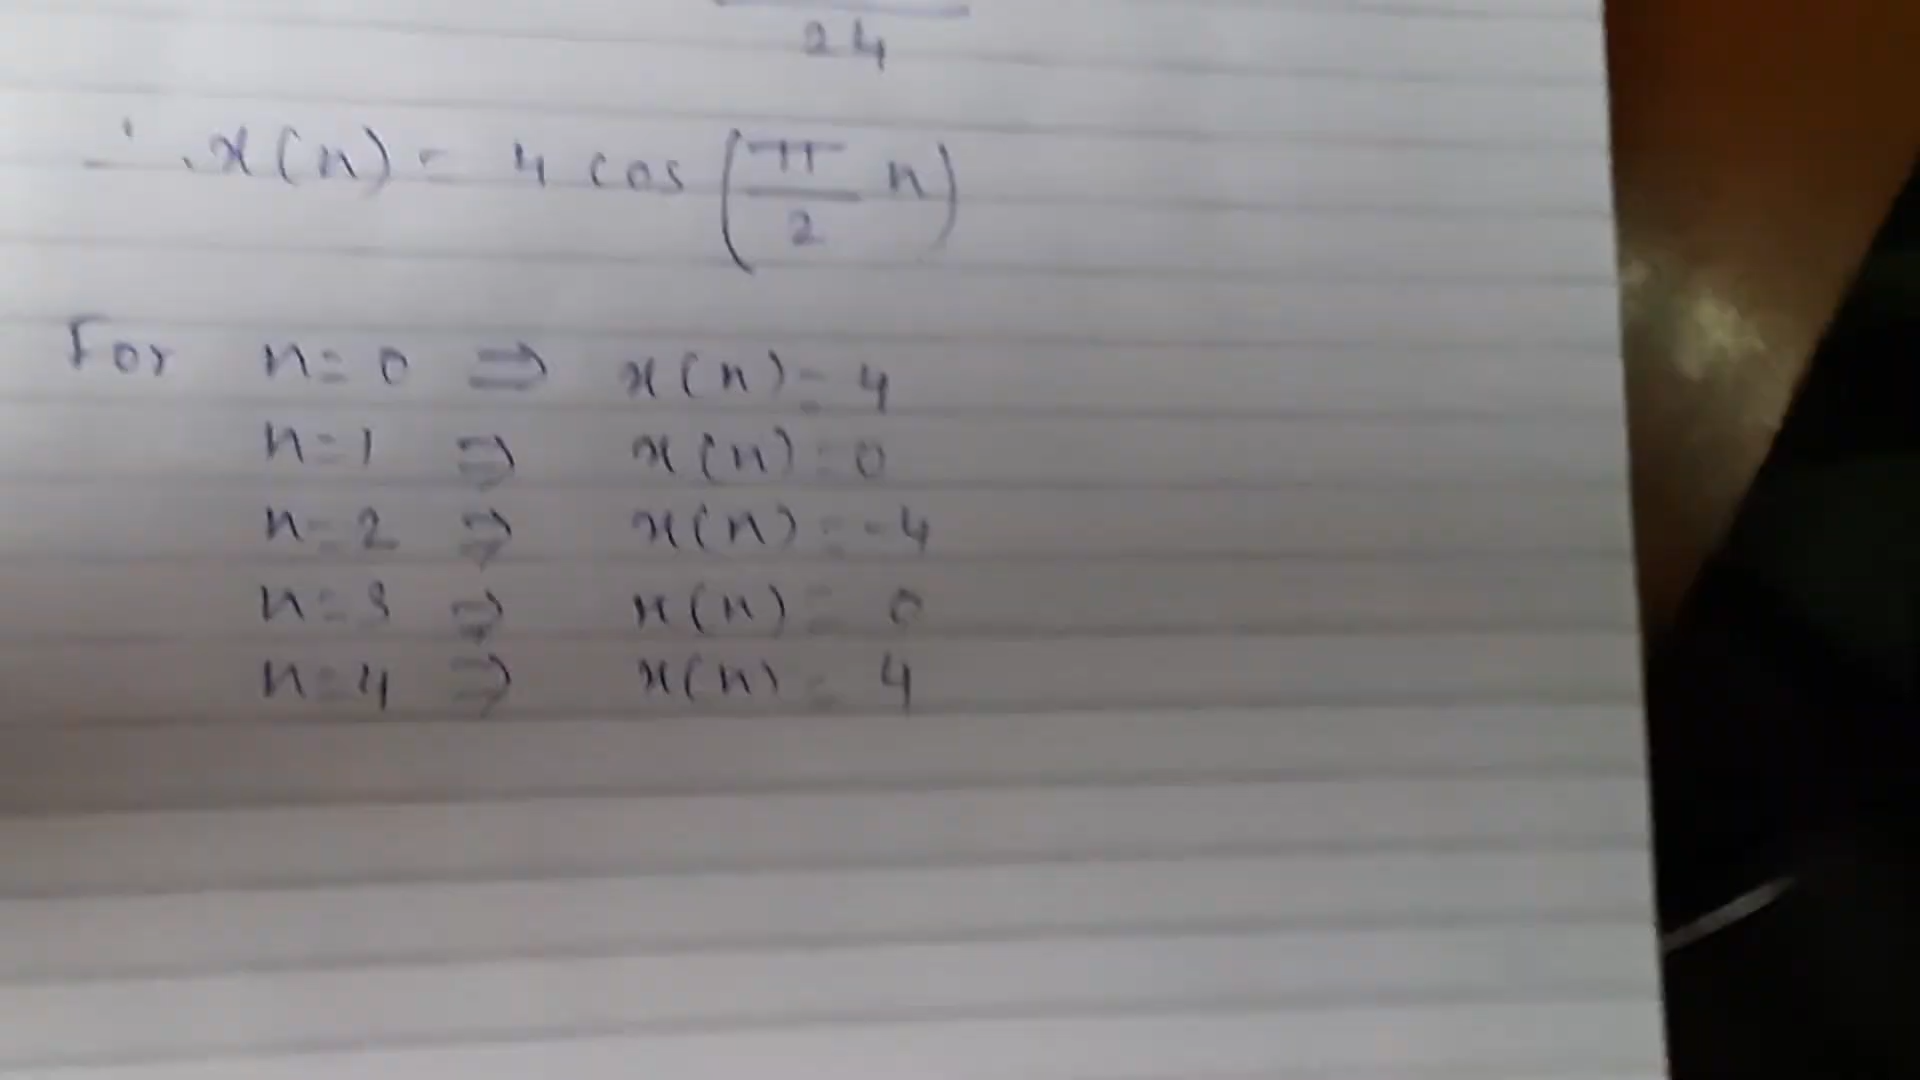 24
∴ x(n) = 4 cos (π/2 n)
For n=0 ⇒ x(n) = 4
n=1 ⇒ x(n) = 0
n=2 ⇒ x(n) = -4
n=3 ⇒ x(n) = 0
n=4 ⇒ x(n) = 4